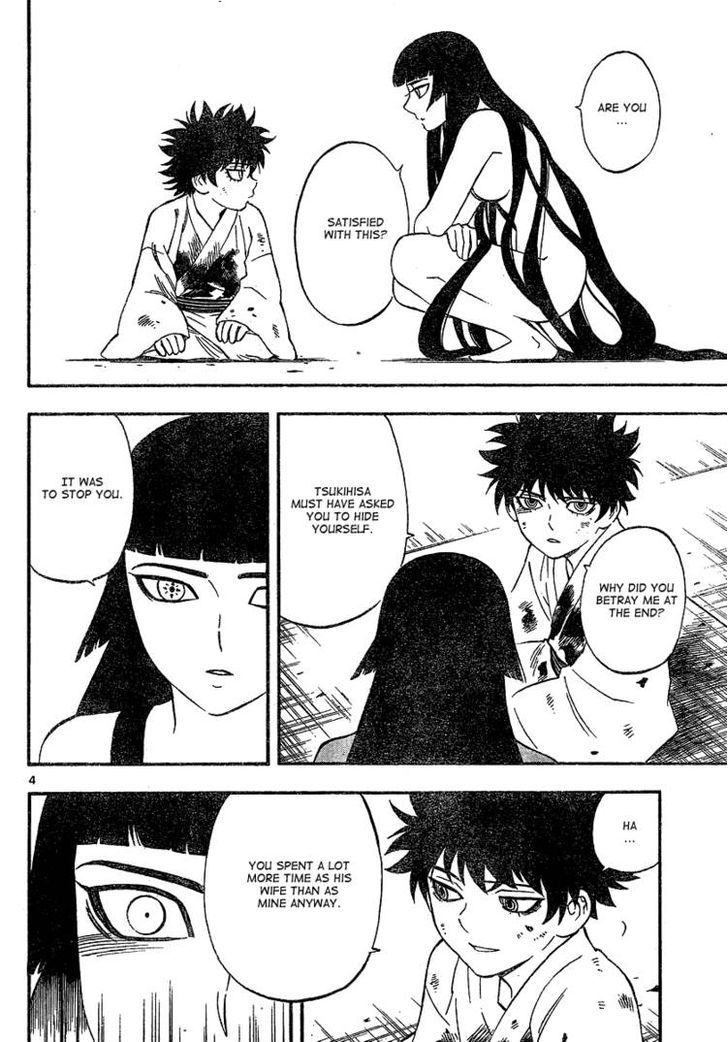 ARE YOU
...
SATISFIED
WITH THIS?
TSUKIHISA
MUST HAVE ASKED
YOU TO HIDE
YOURSELF.
WHY DID YOU
BETRAY ME AT
THE END?
IT WAS
TO STOP YOU.
4
HA
...
YOU SPENT A LOT
MORE TIME AS HIS
WIFE THAN AS
MINE ANYWAY.